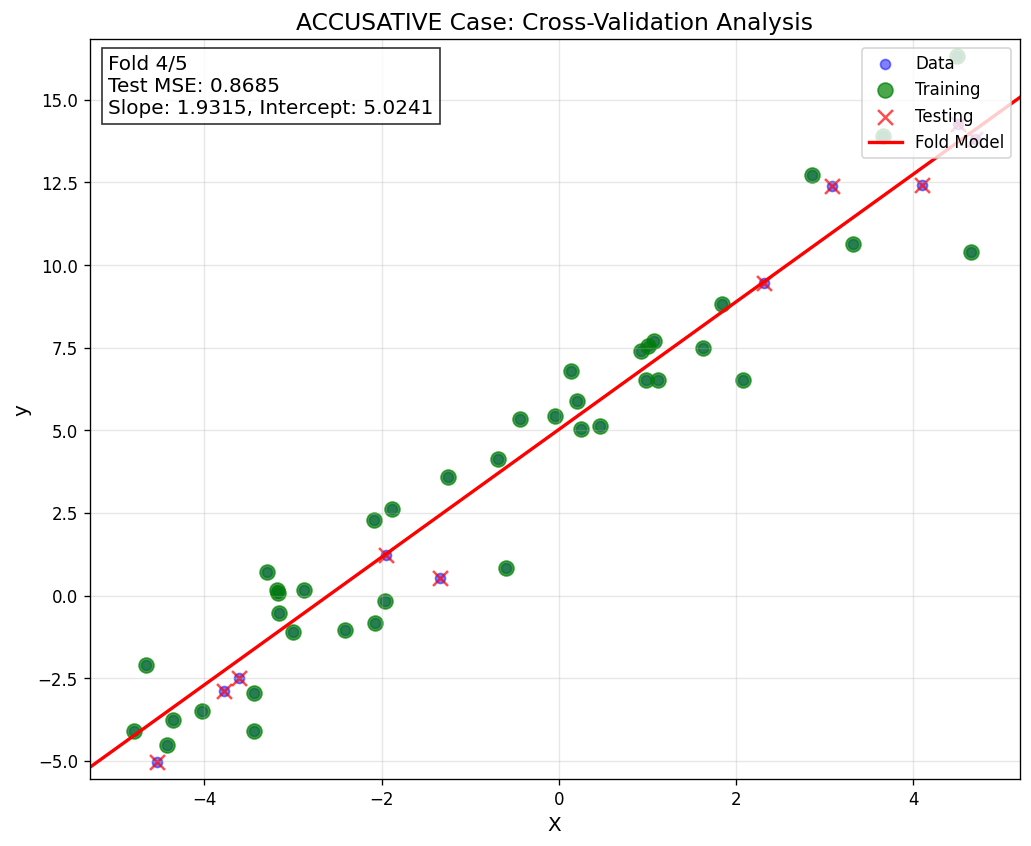 ACCUSATIVE Case: Cross-Validation Analysis
Fold 4/5
Test MSE: 0.8685
Slope: 1.9315, Intercept: 5.0241
Data
Training
Testing
Fold Model
15.0
12.5
10.0
7.5
5.0
2.5
0.0
−2.5
−5.0
y
−4
−2
0
2
4
X